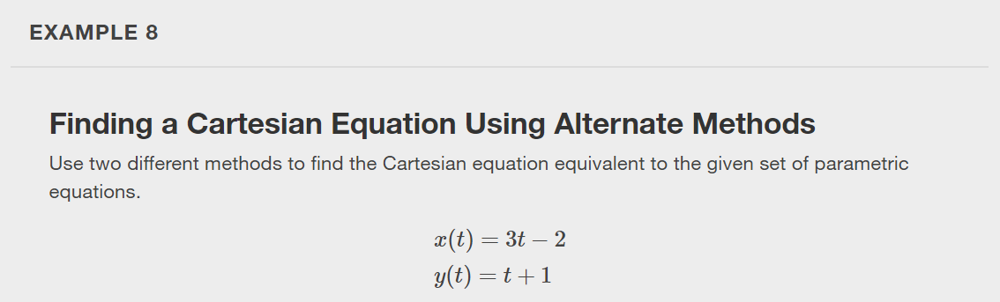 EXAMPLE 8
Finding a Cartesian Equation Using Alternate Methods
Use two different methods to find the Cartesian equation equivalent to the given set of parametric
equations.
x(t) = 3t − 2
y(t) = t + 1